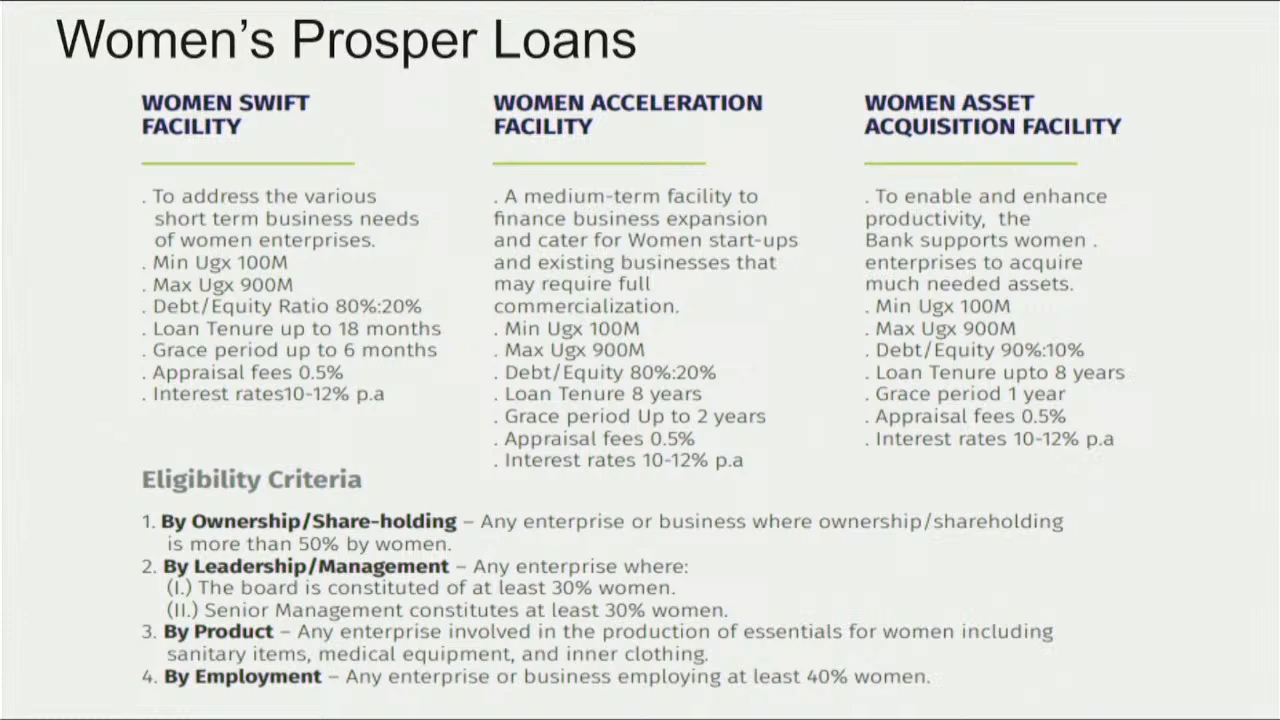 Women's Prosper Loans
WOMEN SWIFT
FACILITY
. To address the various
short term business needs
of women enterprises.
. Min Ugx 100M
. Max Ugx 900M
. Debt/Equity Ratio 80%:20%
. Loan Tenure up to 18 months
. Grace period up to 6 months
. Appraisal fees 0.5%
. Interest rates10-12% p.a
WOMEN ACCELERATION
FACILITY
. A medium-term facility to
finance business expansion
and cater for Women start-ups
and existing businesses that
may require full
commercialization.
. Min Ugx 100M
. Max Ugx 900M
. Debt/Equity 80%:20%
. Loan Tenure 8 years
. Grace period Up to 2 years
. Appraisal fees 0.5%
. Interest rates 10-12% p.a
WOMEN ASSET
ACQUISITION FACILITY
. To enable and enhance
productivity, the
Bank supports women .
enterprises to acquire
much needed assets.
. Min Ugx 100M
. Max Ugx 900M
. Debt/Equity 90%:10%
. Loan Tenure upto 8 years
. Grace period 1 year
. Appraisal fees 0.5%
. Interest rates 10-12% p.a
Eligibility Criteria
1. By Ownership/Share-holding – Any enterprise or business where ownership/shareholding
is more than 50% by women.
2. By Leadership/Management – Any enterprise where:
(I.) The board is constituted of at least 30% women.
(II.) Senior Management constitutes at least 30% women.
3. By Product – Any enterprise involved in the production of essentials for women including
sanitary items, medical equipment, and inner clothing.
4. By Employment – Any enterprise or business employing at least 40% women.